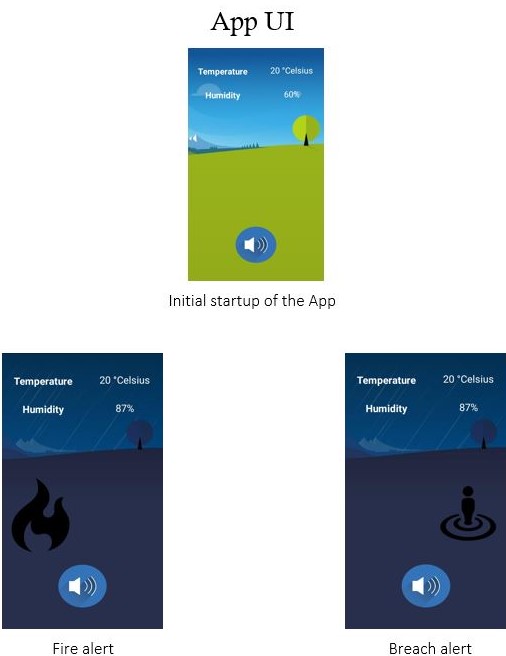 App UI
Temperature 20 °Celsius
Humidity 60%
Initial startup of the App
Temperature 20 °Celsius
Humidity 87%
Temperature 20 °Celsius
Humidity 87%
Fire alert
Breach alert